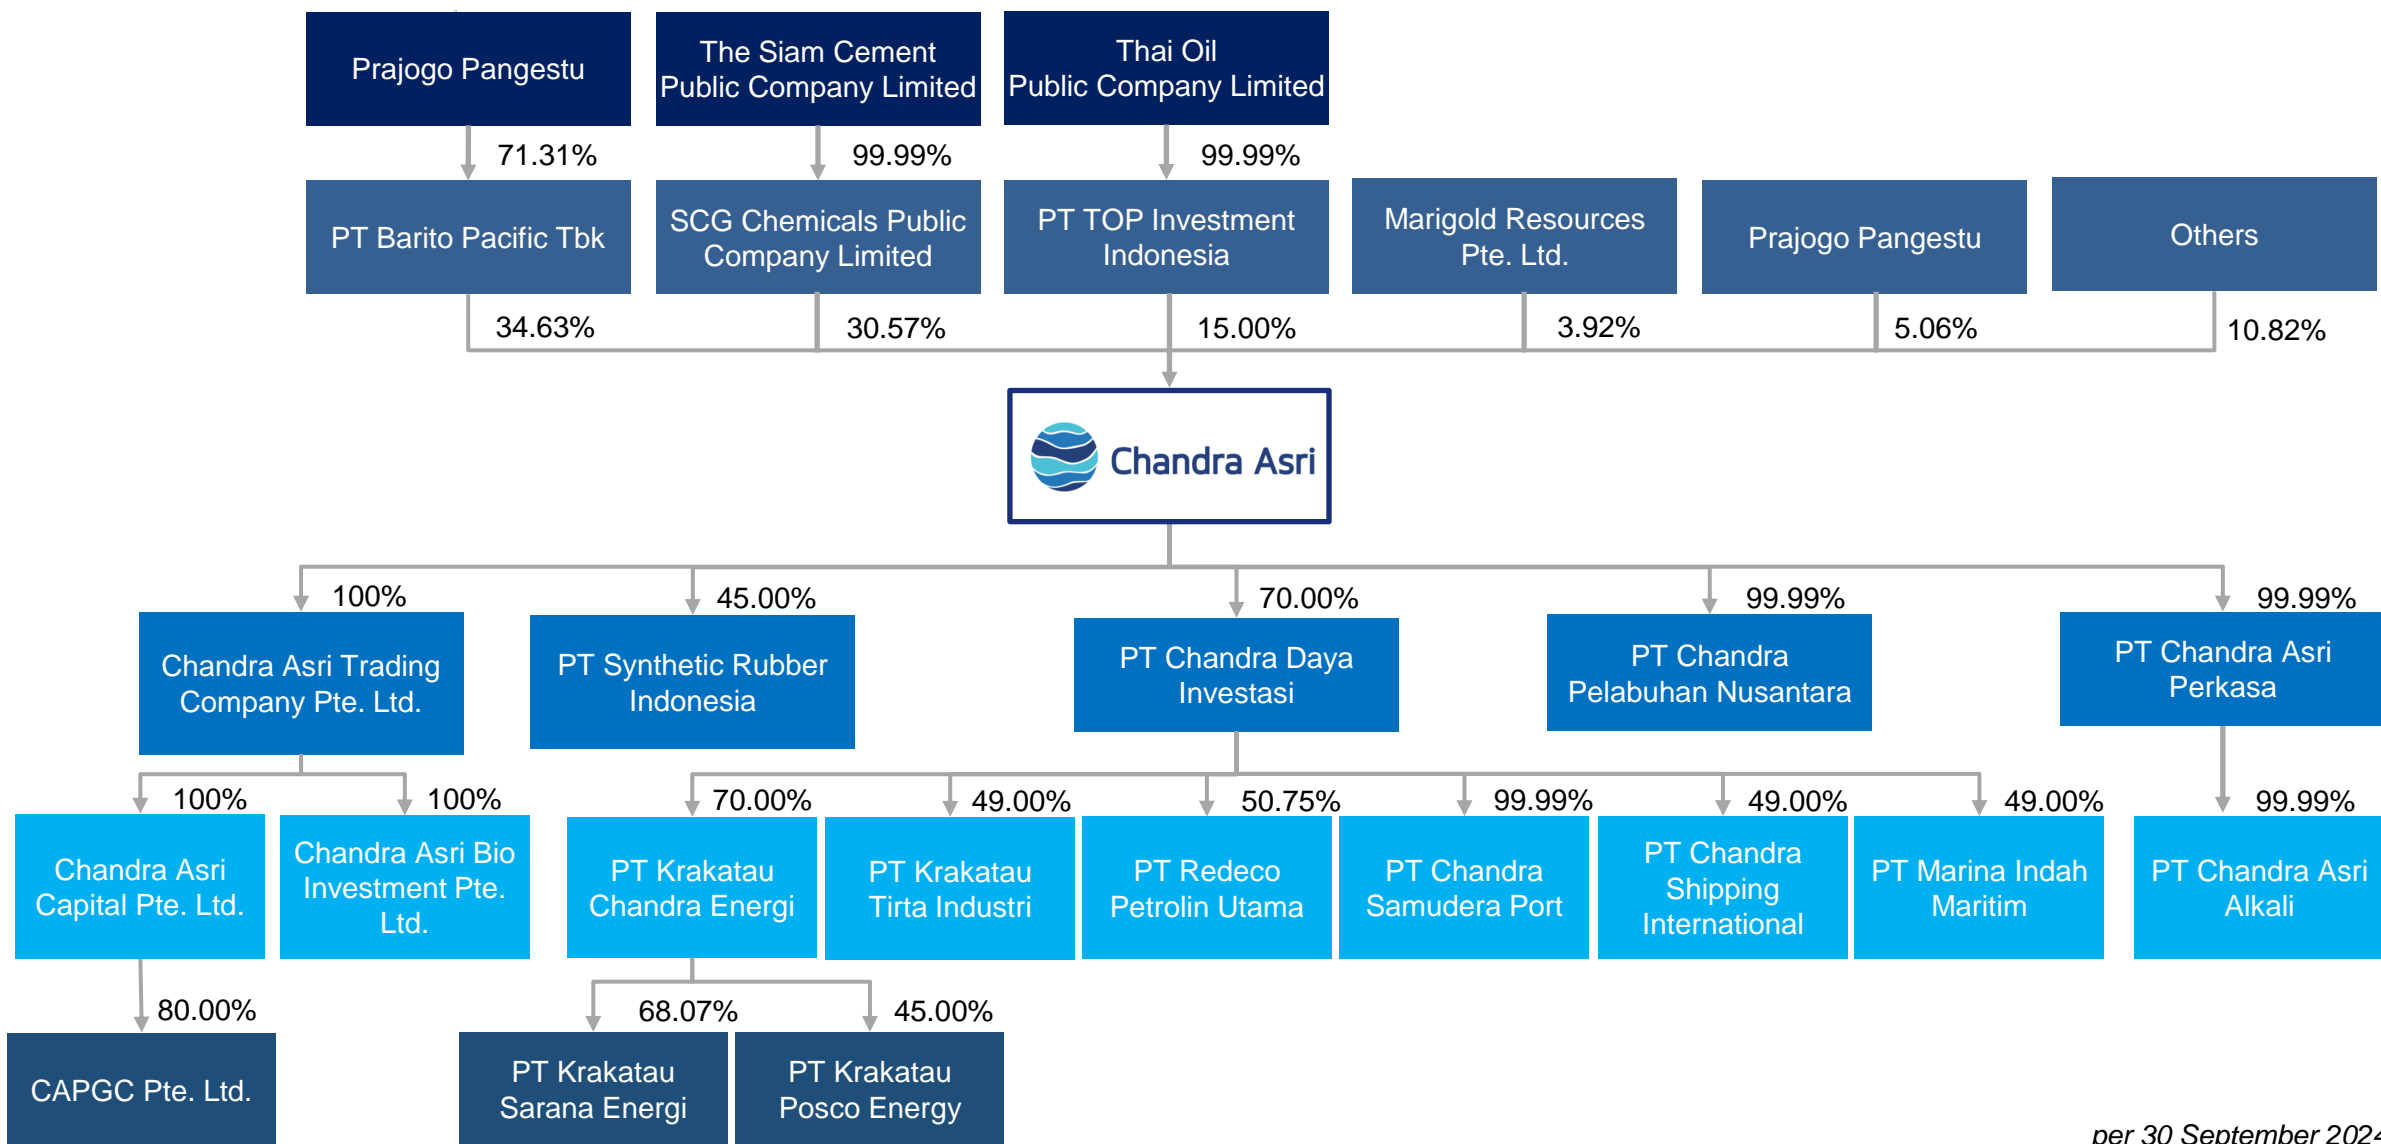 Prajogo Pangestu
The Siam Cement
Public Company Limited
Thai Oil
Public Company Limited
71.31%
99.99%
99.99%
PT Barito Pacific Tbk
SCG Chemicals Public
Company Limited
PT TOP Investment
Indonesia
Marigold Resources
Pte. Ltd.
Prajogo Pangestu
Others
34.63%
30.57%
15.00%
3.92%
5.06%
10.82%
Chandra Asri
100%
45.00%
70.00%
99.99%
99.99%
Chandra Asri Trading
Company Pte. Ltd.
PT Synthetic Rubber
Indonesia
PT Chandra Daya
Investasi
PT Chandra
Pelabuhan Nusantara
PT Chandra Asri
Perkasa
100%
100%
70.00%
49.00%
50.75%
99.99%
49.00%
49.00%
99.99%
Chandra Asri
Capital Pte. Ltd.
Chandra Asri Bio
Investment Pte.
Ltd.
PT Krakatau
Chandra Energi
PT Krakatau
Tirta Industri
PT Redeco
Petrolin Utama
PT Chandra
Samudera Port
PT Chandra
Shipping
International
PT Marina Indah
Maritim
PT Chandra Asri
Alkali
80.00%
68.07%
45.00%
CAPGC Pte. Ltd.
PT Krakatau
Sarana Energi
PT Krakatau
Posco Energy
per 30 September 2024